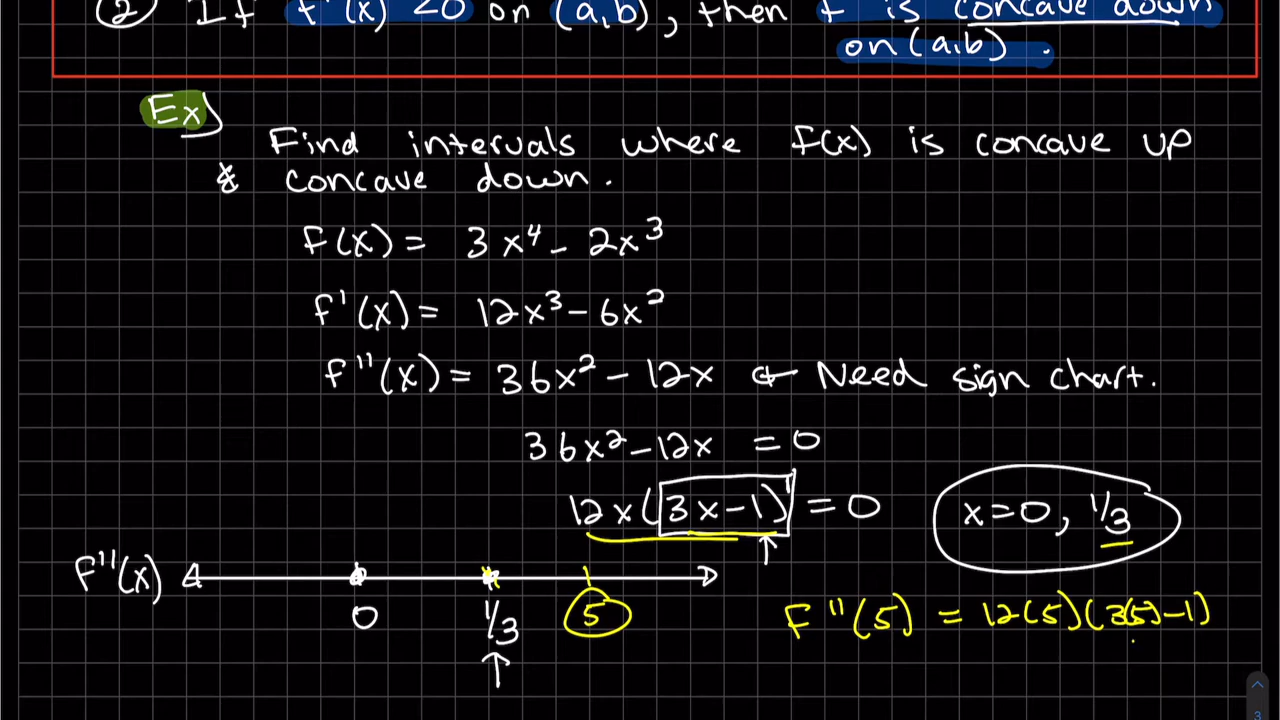 ② If f''(x) <0 on (a,b), then f is concave down
on (a,b).
Ex)
Find intervals where f(x) is concave up
& concave down.
f(x) = 3x⁴ - 2x³
f'(x) = 12x³ - 6x²
f''(x) = 36x² - 12x ← Need sign chart.
36x² - 12x = 0
12x(3x-1)' = 0 x=0, 1/3
f''(x)
0 1/3 5 f''(5) = 12(5)(3(5)-1)
3